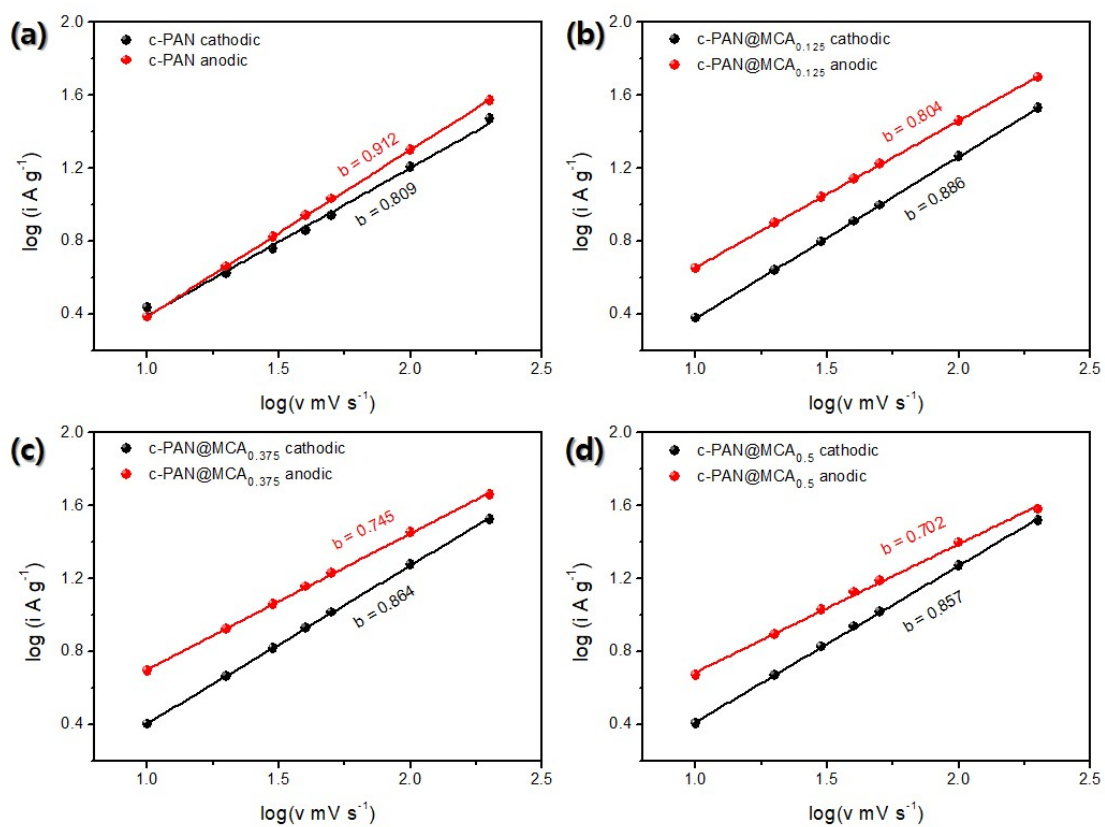 (a)
c-PAN cathodic
c-PAN anodic
b = 0.912
b = 0.809
log (i A g⁻¹)
2.0
1.6
1.2
0.8
0.4
1.0 1.5 2.0 2.5
log(v mV s⁻¹)
(b)
c-PAN@MCA₀.₁₂₅ cathodic
c-PAN@MCA₀.₁₂₅ anodic
b = 0.804
b = 0.886
log (i A g⁻¹)
2.0
1.6
1.2
0.8
0.4
1.0 1.5 2.0 2.5
log(v mV s⁻¹)
(c)
c-PAN@MCA₀.₃₇₅ cathodic
c-PAN@MCA₀.₃₇₅ anodic
b = 0.745
b = 0.864
log (i A g⁻¹)
2.0
1.6
1.2
0.8
0.4
1.0 1.5 2.0 2.5
log(v mV s⁻¹)
(d)
c-PAN@MCA₀.₅ cathodic
c-PAN@MCA₀.₅ anodic
b = 0.702
b = 0.857
log (i A g⁻¹)
2.0
1.6
1.2
0.8
0.4
1.0 1.5 2.0 2.5
log(v mV s⁻¹)